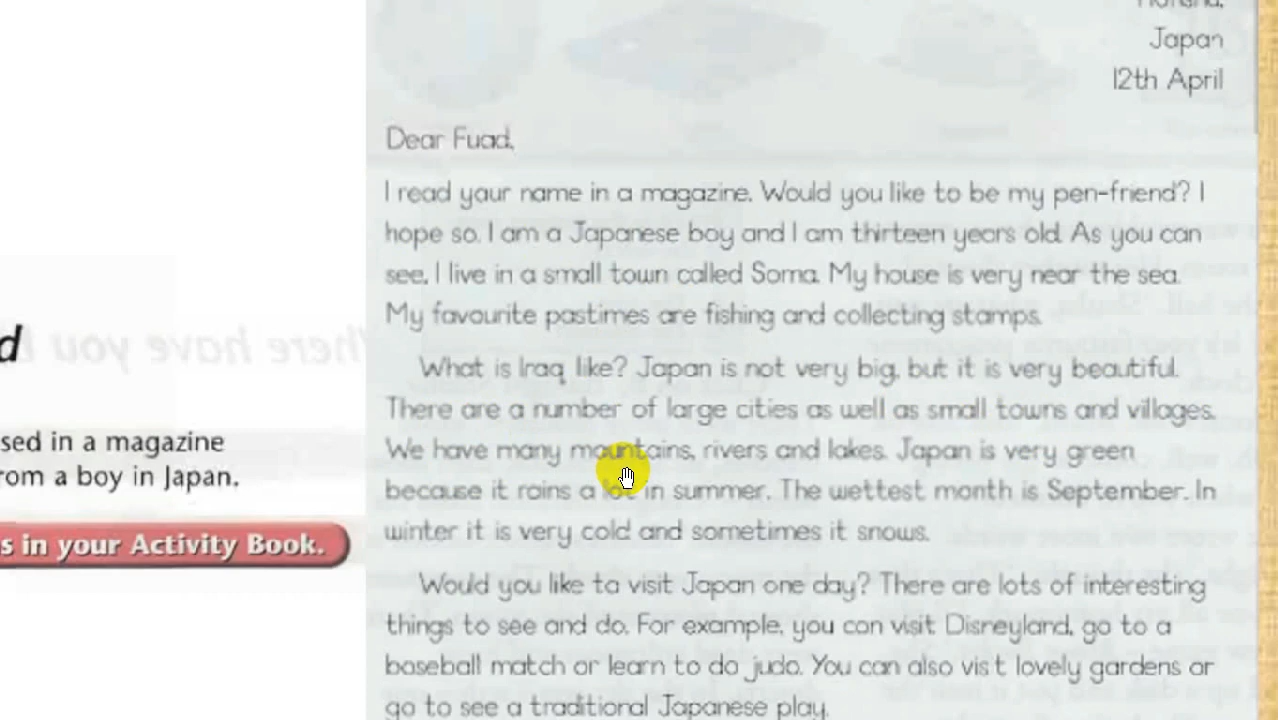 Japan
12th April
Dear Fuad,
I read your name in a magazine. Would you like to be my pen-friend? I
hope so. I am a Japanese boy and I am thirteen years old. As you can
see, I live in a small town called Soma. My house is very near the sea.
My favourite pastimes are fishing and collecting stamps.
What is Iraq like? Japan is not very big, but it is very beautiful.
There are a number of large cities as well as small towns and villages.
We have many mountains, rivers and lakes. Japan is very green
because it rains a lot in summer. The wettest month is September. In
winter it is very cold and sometimes it snows.
Would you like to visit Japan one day? There are lots of interesting
things to see and do. For example, you can visit Disneyland, go to a
baseball match or learn to do judo. You can also visit lovely gardens or
go to see a traditional Japanese play.
d
sed in a magazine
rom a boy in Japan.
s in your Activity Book.